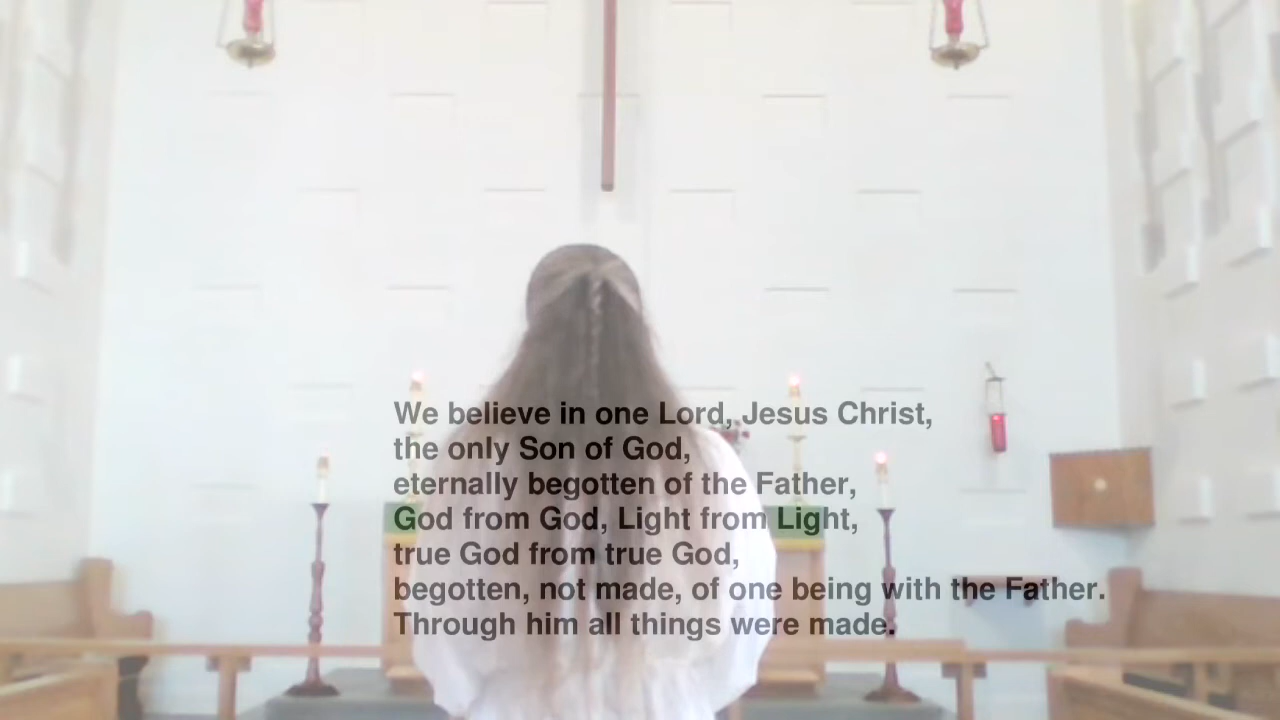 We believe in one Lord, Jesus Christ,
the only Son of God,
eternally begotten of the Father,
God from God, Light from Light,
true God from true God,
begotten, not made, of one being with the Father.
Through him all things were made.